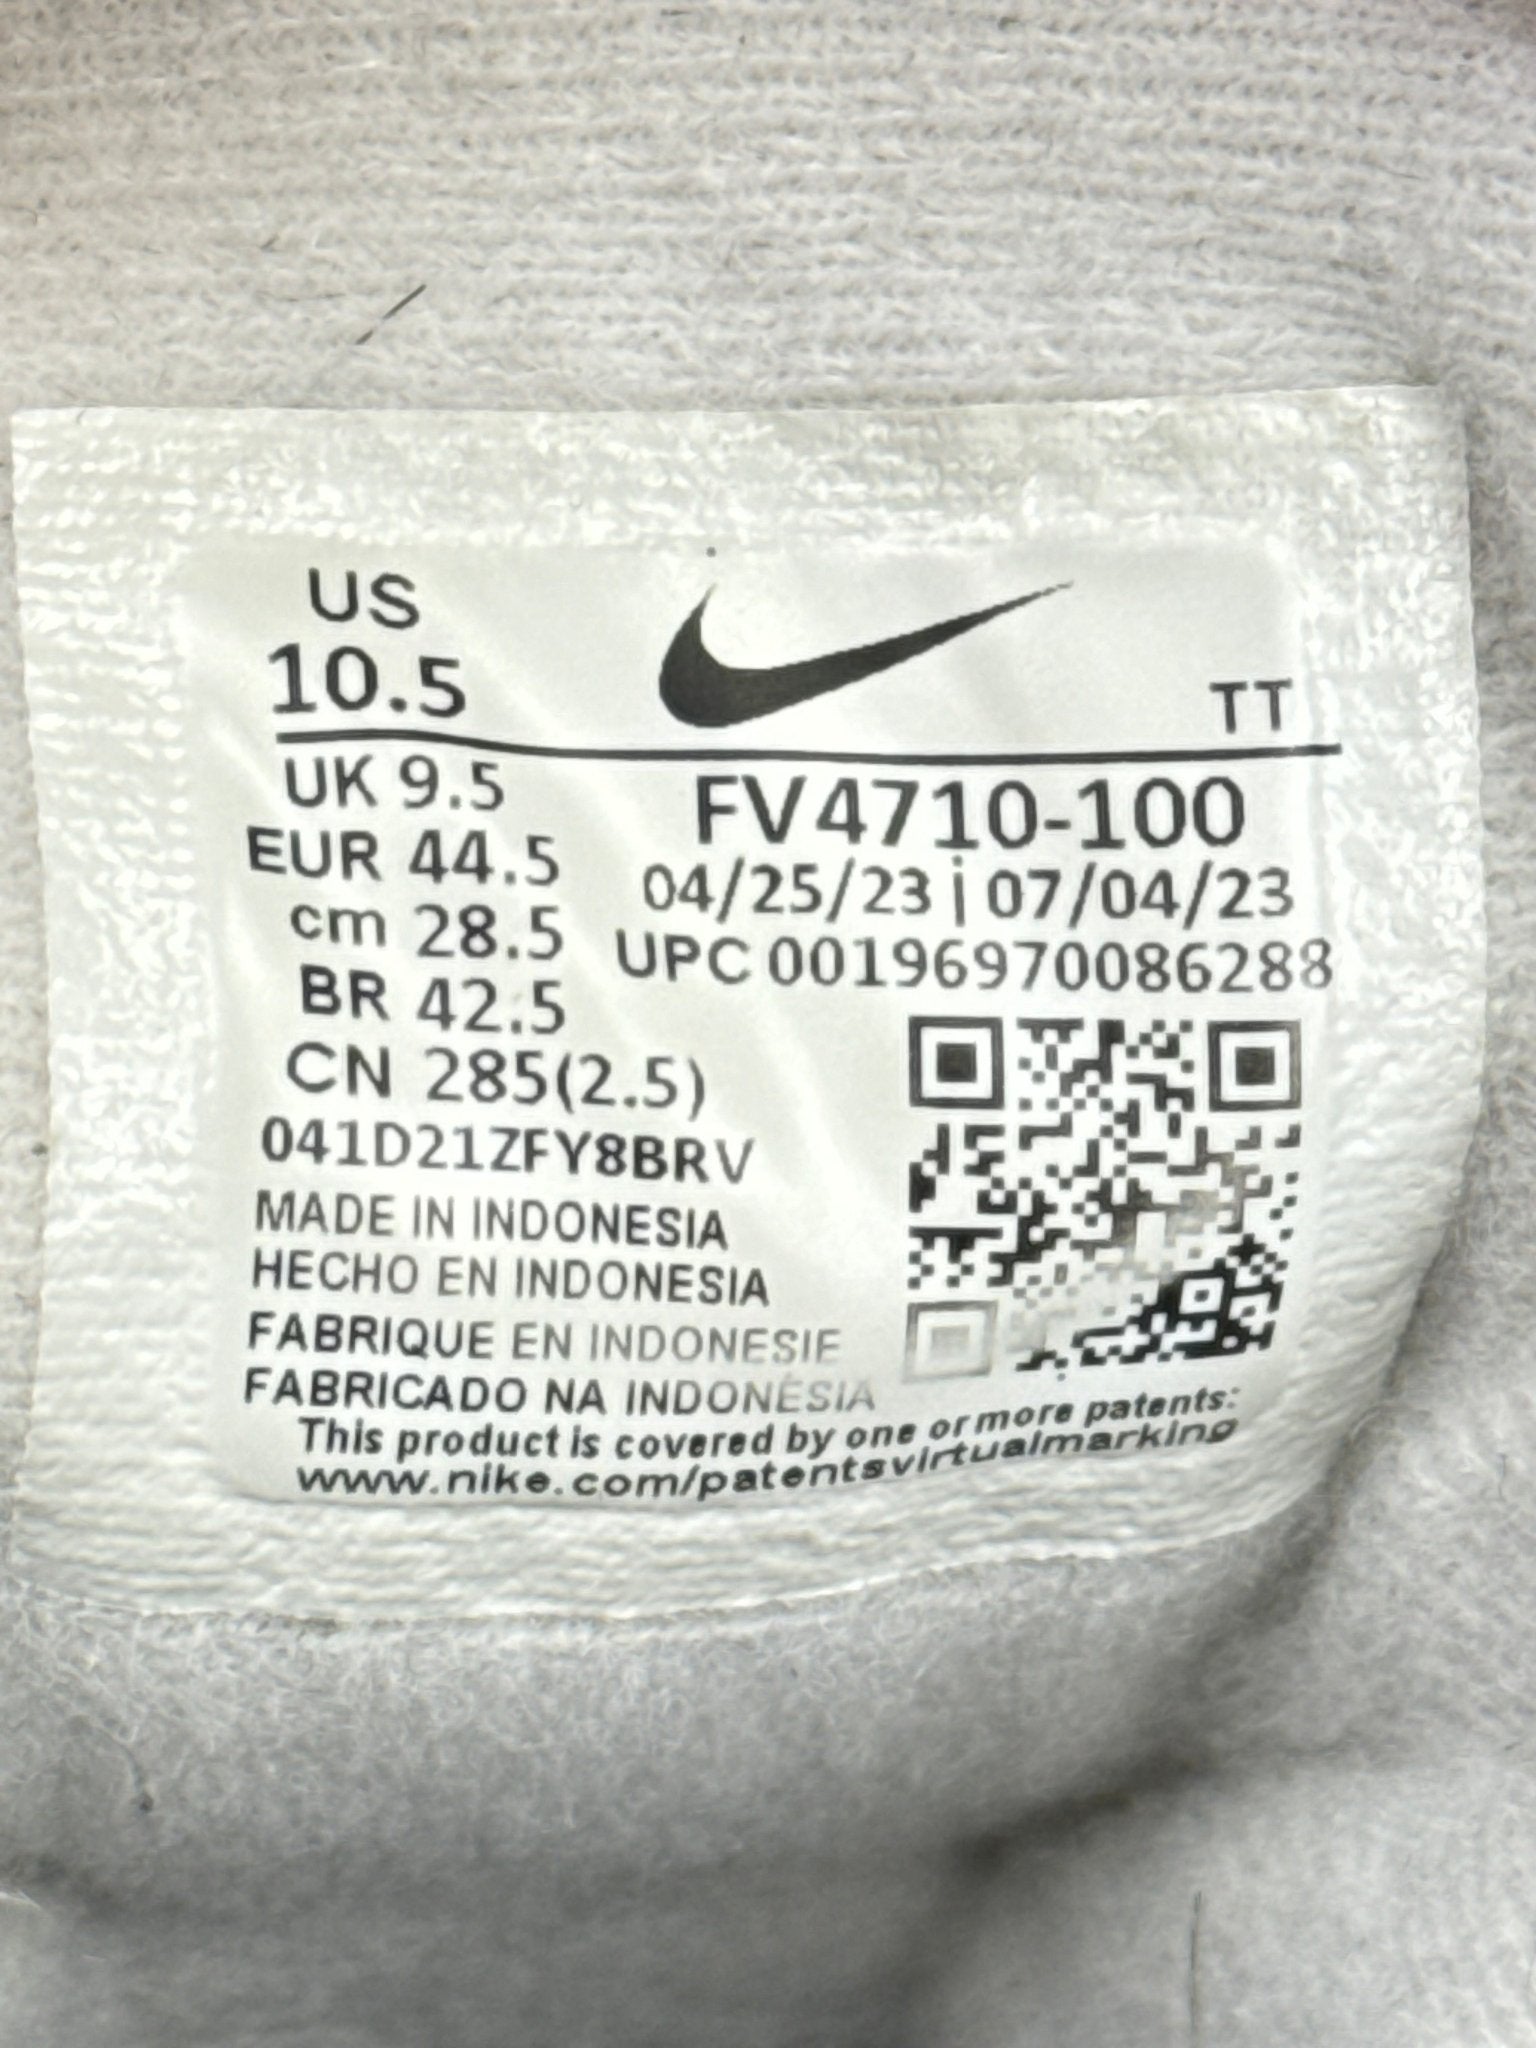 US
10.5
TT
UK 9.5
EUR 44.5
cm 28.5
BR 42.5
CN 285(2.5)
FV4710-100
04/25/23 | 07/04/23
UPC 00196970086288
041D21ZFY8BRV
MADE IN INDONESIA
HECHO EN INDONESIA
FABRIQUE EN INDONESIE
FABRICADO NA INDONÉSIA
This product is covered by one or more patents:
www.nike.com/patentsvirtualmarking